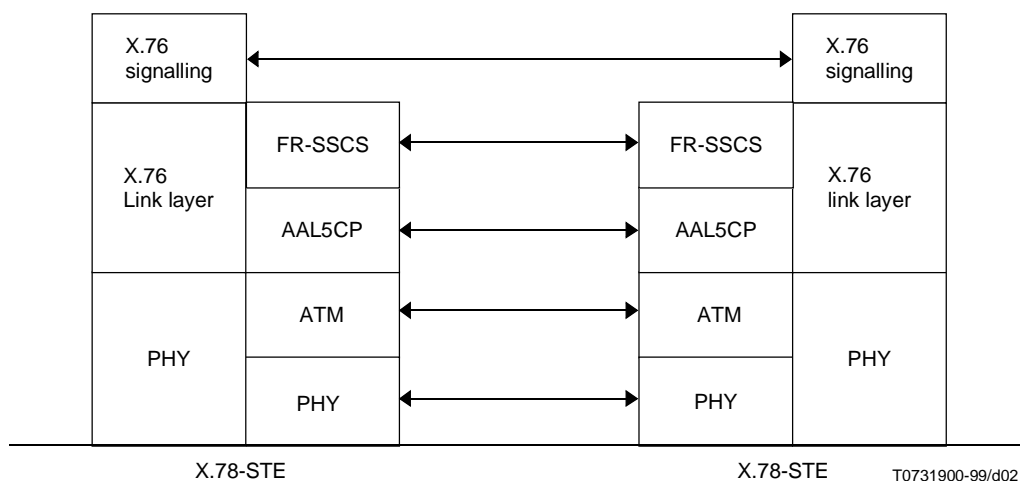 X.76
signalling
X.76
signalling
FR-SSCS
FR-SSCS
X.76
Link layer
X.76
link layer
AAL5CP
AAL5CP
ATM
ATM
PHY
PHY
PHY
PHY
X.78-STE
X.78-STE
T0731900-99/d02